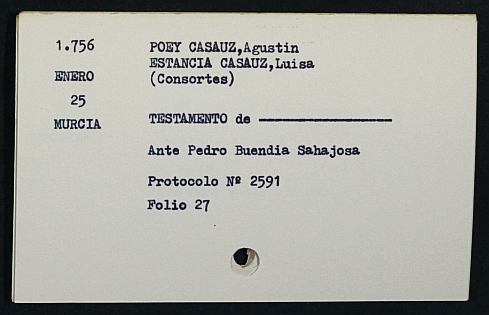 1.756
POEY CASAUZ,Agustin
ESTANCIA CASAUZ,Luisa
ENERO
(Consortes)
25
MURCIA
TESTAMENTO de —————————
Ante Pedro Buendia Sahajosa
Protocolo Nº 2591
Folio 27